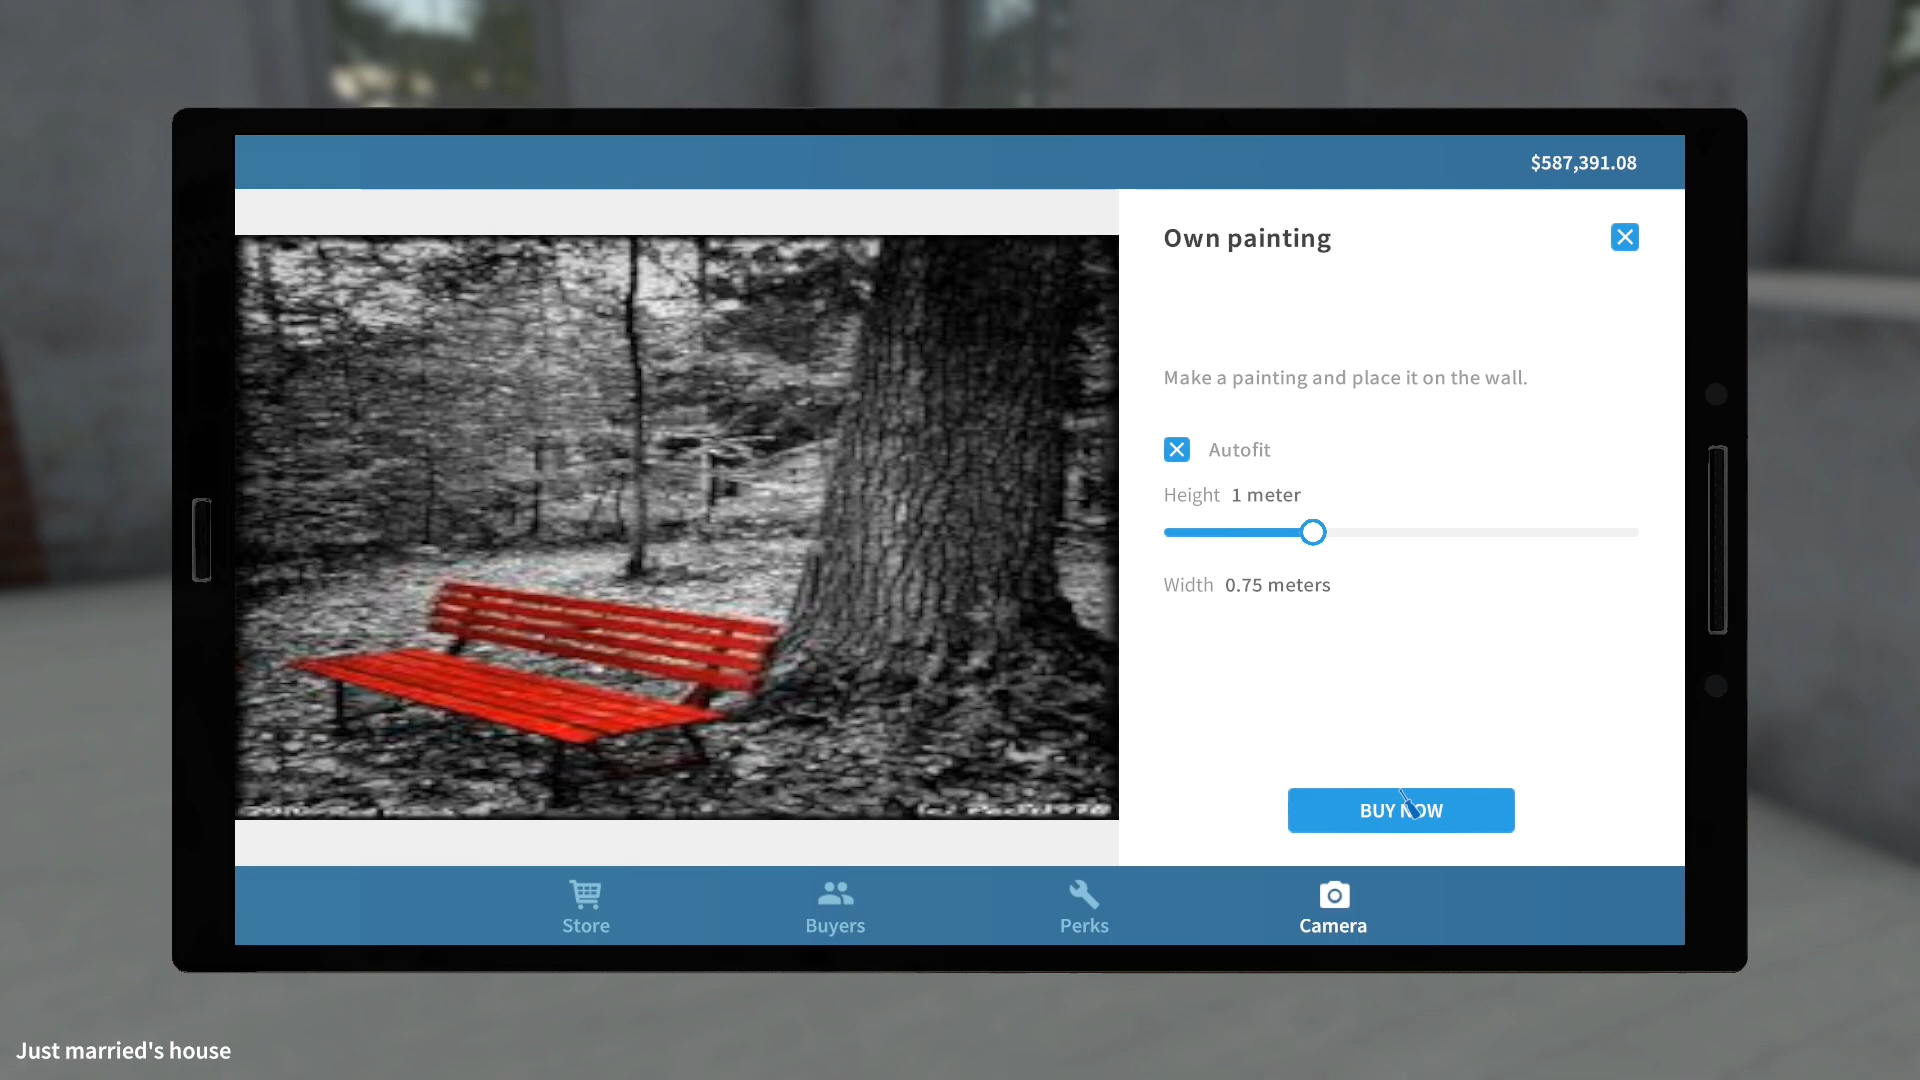 $587,391.08
Own painting
Make a painting and place it on the wall.
Autofit
Height 1 meter
Width 0.75 meters
BUY NOW
Store
Buyers
Perks
Camera
Just married's house